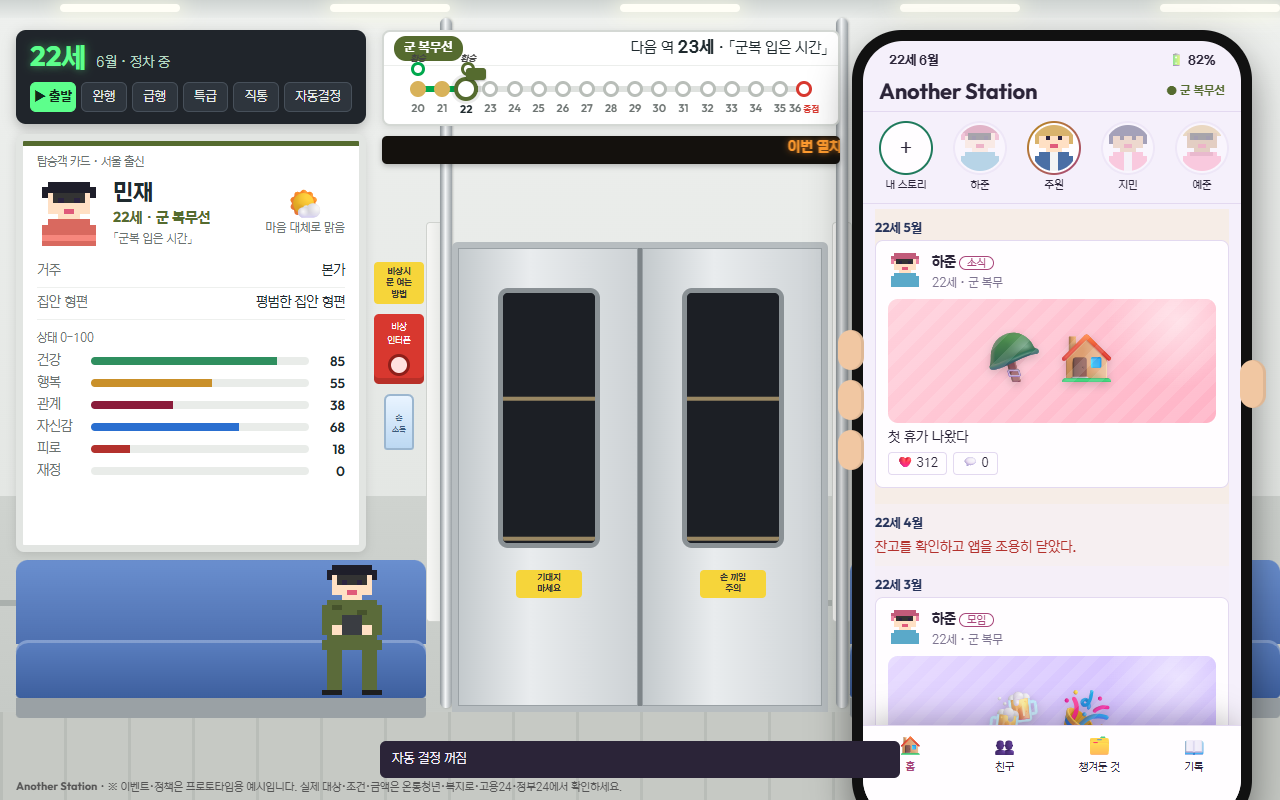 22세 6월 · 정차 중
▶ 출발 완행 급행 특급 직통 자동결정
탑승객 카드 · 서울 출신
민재
22세 · 군 복무선
「군복 입은 시간」
마음 대체로 맑음
거주 본가
집안 형편 평범한 집안 형편
상태 0-100
건강 85
행복 55
관계 38
자신감 68
피로 18
재정 0
군 복무선
다음 역 23세 · 「군복 입은 시간」
환승
20 21 22 23 24 25 26 27 28 29 30 31 32 33 34 35 36 종점
이번 열차
비상시
문 여는
방법
비상
인터폰
손
소독
기대지
마세요
손 끼임
주의
22세 6월 82%
Another Station
군 복무선
+
내 스토리 하준 주원 지민 예준
22세 5월
하준 소식
22세 · 군 복무
첫 휴가 나왔다
312 0
22세 4월
잔고를 확인하고 앱을 조용히 닫았다.
22세 3월
하준 모임
22세 · 군 복무
홈 친구 챙겨둔 것 기록
자동 결정 꺼짐
Another Station · ※ 이벤트·정책은 프로토타입용 예시입니다. 실제 대상·조건·금액은 온통청년·복지로·고용24·정부24에서 확인하세요.